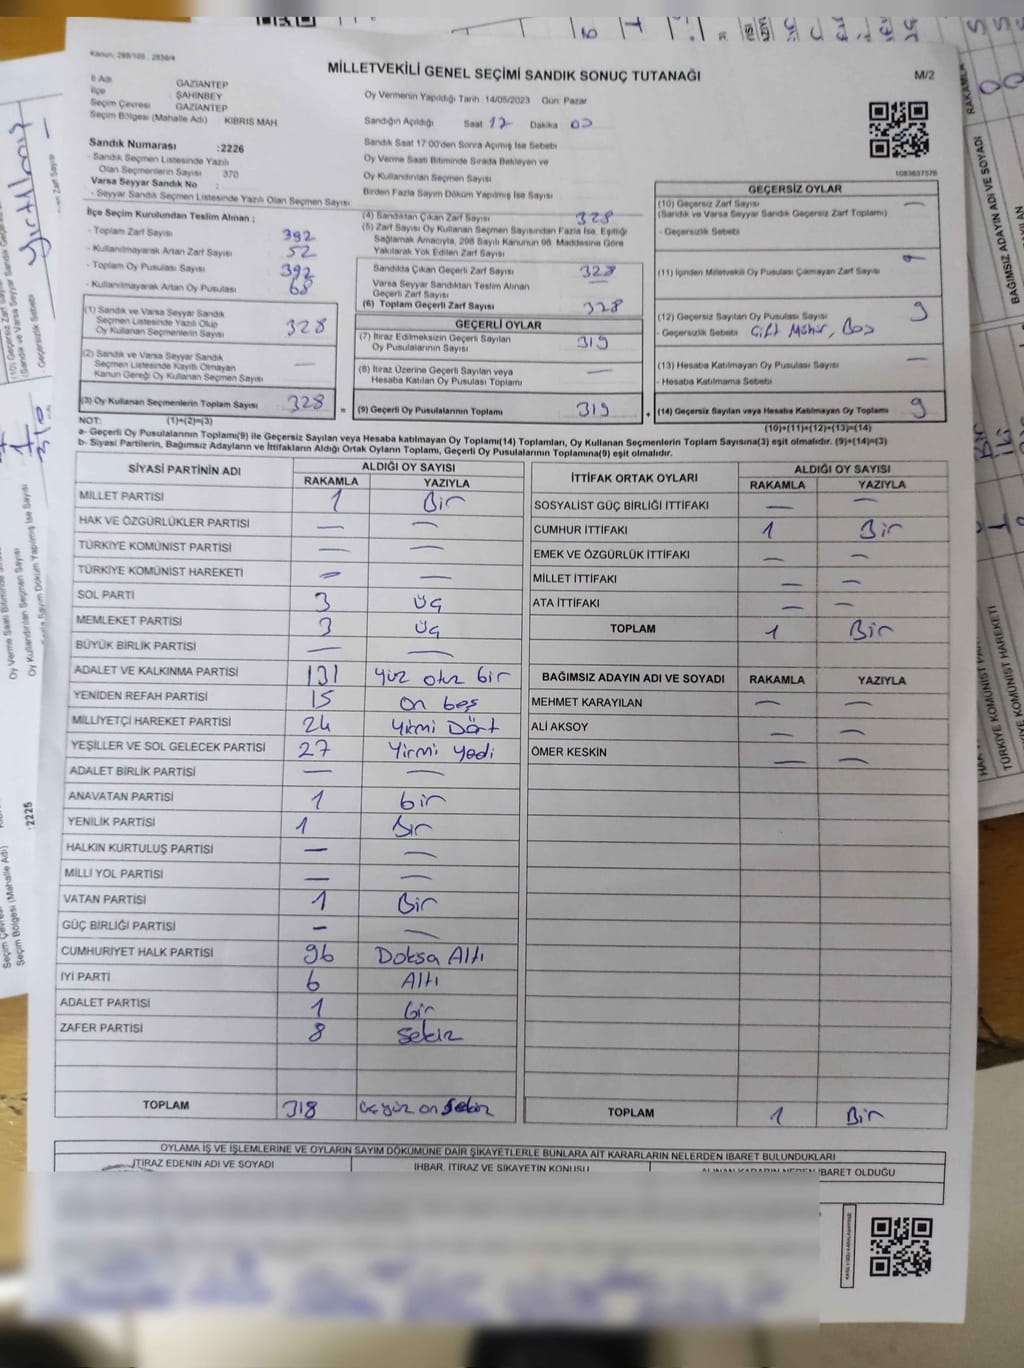 Kanun: 298/105 , 2839/4
MİLLETVEKİLİ GENEL SEÇİMİ SANDIK SONUÇ TUTANAĞI
M/2
İl Adı GAZIANTEP
İlçe ŞAHİNBEY
Seçim Çevresi GAZIANTEP
Seçim Bölgesi (Mahalle Adı) KIBRIS MAH.
Oy Vermenin Yapıldığı Tarih: 14/05/2023 Gün: Pazar
Sandığın Açıldığı Saat 17 Dakika 00
Sandık Numarası :2226
- Sandık Seçmen Listesinde Yazılı
Olan Seçmenlerin Sayısı 370
Varsa Seyyar Sandık No :
- Seyyar Sandık Seçmen Listesinde Yazılı Olan Seçmen Sayısı
Sandık Saat 17:00'den Sonra Açılmış İse Sebebi
Oy Verme Saati Bitiminde Sırada Bekleyen ve
Oy Kullandırılan Seçmen Sayısı
Birden Fazla Sayım Döküm Yapılmış İse Sayısı
1083637576
İlçe Seçim Kurulundan Teslim Alınan ;
- Toplam Zarf Sayısı 392
- Kullanılmayarak Artan Zarf Sayısı 52
- Toplam Oy Pusulası Sayısı 392
- Kullanılmayarak Artan Oy Pusulası 68
(1) Sandık ve Varsa Seyyar Sandık
Seçmen Listesinde Yazılı Olup
Oy Kullanan Seçmenlerin Sayısı 328
(2) Sandık ve Varsa Seyyar Sandık
Seçmen Listesinde Kayıtlı Olmayan
Kanun Gereği Oy Kullanan Seçmen Sayısı —
(3) Oy Kullanan Seçmenlerin Toplam Sayısı 328 =
(1)+(2)=(3)
(4) Sandıktan Çıkan Zarf Sayısı 328
(5) Zarf Sayısı Oy Kullanan Seçmen Sayısından Fazla İse, Eşitliği
Sağlamak Amacıyla, 298 Sayılı Kanunun 98. Maddesine Göre
Yakılarak Yok Edilen Zarf Sayısı
Sandıkta Çıkan Geçerli Zarf Sayısı 328
Varsa Seyyar Sandıktan Teslim Alınan
Geçerli Zarf Sayısı —
(6) Toplam Geçerli Zarf Sayısı 328
GEÇERLİ OYLAR
(7) İtiraz Edilmeksizin Geçerli Sayılan
Oy Pusulalarının Sayısı 319
(8) İtiraz Üzerine Geçerli Sayılan veya
Hesaba Katılan Oy Pusulası Toplamı —
(9) Geçerli Oy Pusulalarının Toplamı 319 +
GEÇERSİZ OYLAR
(10) Geçersiz Zarf Sayısı —
(Sandık ve Varsa Seyyar Sandık Geçersiz Zarf Toplamı)
- Geçersizlik Sebebi
(11) İçinden Milletvekili Oy Pusulası Çıkmayan Zarf Sayısı
(12) Geçersiz Sayılan Oy Pusulası Sayısı 9
- Geçersizlik Sebebi Çift Mühür, Boş
(13) Hesaba Katılmayan Oy Pusulası Sayısı —
- Hesaba Katılmama Sebebi
(14) Geçersiz Sayılan veya Hesaba Katılmayan Oy Toplamı 9
(10)+(11)+(12)+(13)=(14)
NOT:
a- Geçerli Oy Pusulalarının Toplamı(9) ile Geçersiz Sayılan veya Hesaba katılmayan Oy Toplamı(14) Toplamları, Oy Kullanan Seçmenlerin Toplam Sayısına(3) eşit olmalıdır. (9)+(14)=(3)
b- Siyasi Partilerin, Bağımsız Adayların ve İttifakların Aldığı Ortak Oyların Toplamı, Geçerli Oy Pusulalarının Toplamına(9) eşit olmalıdır.
SİYASİ PARTİNİN ADI ALDIĞI OY SAYISI
RAKAMLA YAZIYLA
MİLLET PARTİSİ 1 Bir
HAK VE ÖZGÜRLÜKLER PARTİSİ — —
TÜRKİYE KOMÜNİST PARTİSİ — —
TÜRKİYE KOMÜNİST HAREKETİ — —
SOL PARTİ 3 üç
MEMLEKET PARTİSİ 3 üç
BÜYÜK BİRLİK PARTİSİ — —
ADALET VE KALKINMA PARTİSİ 131 yüz otuz bir
YENİDEN REFAH PARTİSİ 15 on beş
MİLLİYETÇİ HAREKET PARTİSİ 24 Yirmi Dört
YEŞİLLER VE SOL GELECEK PARTİSİ 27 Yirmi yedi
ADALET BİRLİK PARTİSİ — —
ANAVATAN PARTİSİ 1 bir
YENİLİK PARTİSİ 1 Bir
HALKIN KURTULUŞ PARTİSİ — —
MİLLİ YOL PARTİSİ — —
VATAN PARTİSİ 1 Bir
GÜÇ BİRLİĞİ PARTİSİ — —
CUMHURİYET HALK PARTİSİ 96 Doksa Altı
İYİ PARTİ 6 Altı
ADALET PARTİSİ 1 bir
ZAFER PARTİSİ 8 Sekiz
TOPLAM 318 üçyüz on sekiz
İTTİFAK ORTAK OYLARI ALDIĞI OY SAYISI
RAKAMLA YAZIYLA
SOSYALİST GÜÇ BİRLİĞİ İTTİFAKI — —
CUMHUR İTTİFAKI 1 Bir
EMEK VE ÖZGÜRLÜK İTTİFAKI — —
MİLLET İTTİFAKI — —
ATA İTTİFAKI — —
TOPLAM 1 Bir
BAĞIMSIZ ADAYIN ADI VE SOYADI RAKAMLA YAZIYLA
MEHMET KARAYILAN — —
ALİ AKSOY — —
ÖMER KESKİN — —
TOPLAM 1 Bir
OYLAMA İŞ VE İŞLEMLERİNE VE OYLARIN SAYIM DÖKÜMÜNE DAİR ŞİKAYETLERLE BUNLARA AİT KARARLARIN NELERDEN İBARET BULUNDUKLARI
İTİRAZ EDENİN ADI VE SOYADI
İHBAR, İTİRAZ VE ŞİKAYETİN KONUSU
ALINAN KARARIN NEDEN İBARET OLDUĞU
:2225
Seçim Bölgesi (Mahalle Adı)
TÜRKİYE KOMÜNİST HAREKETİ